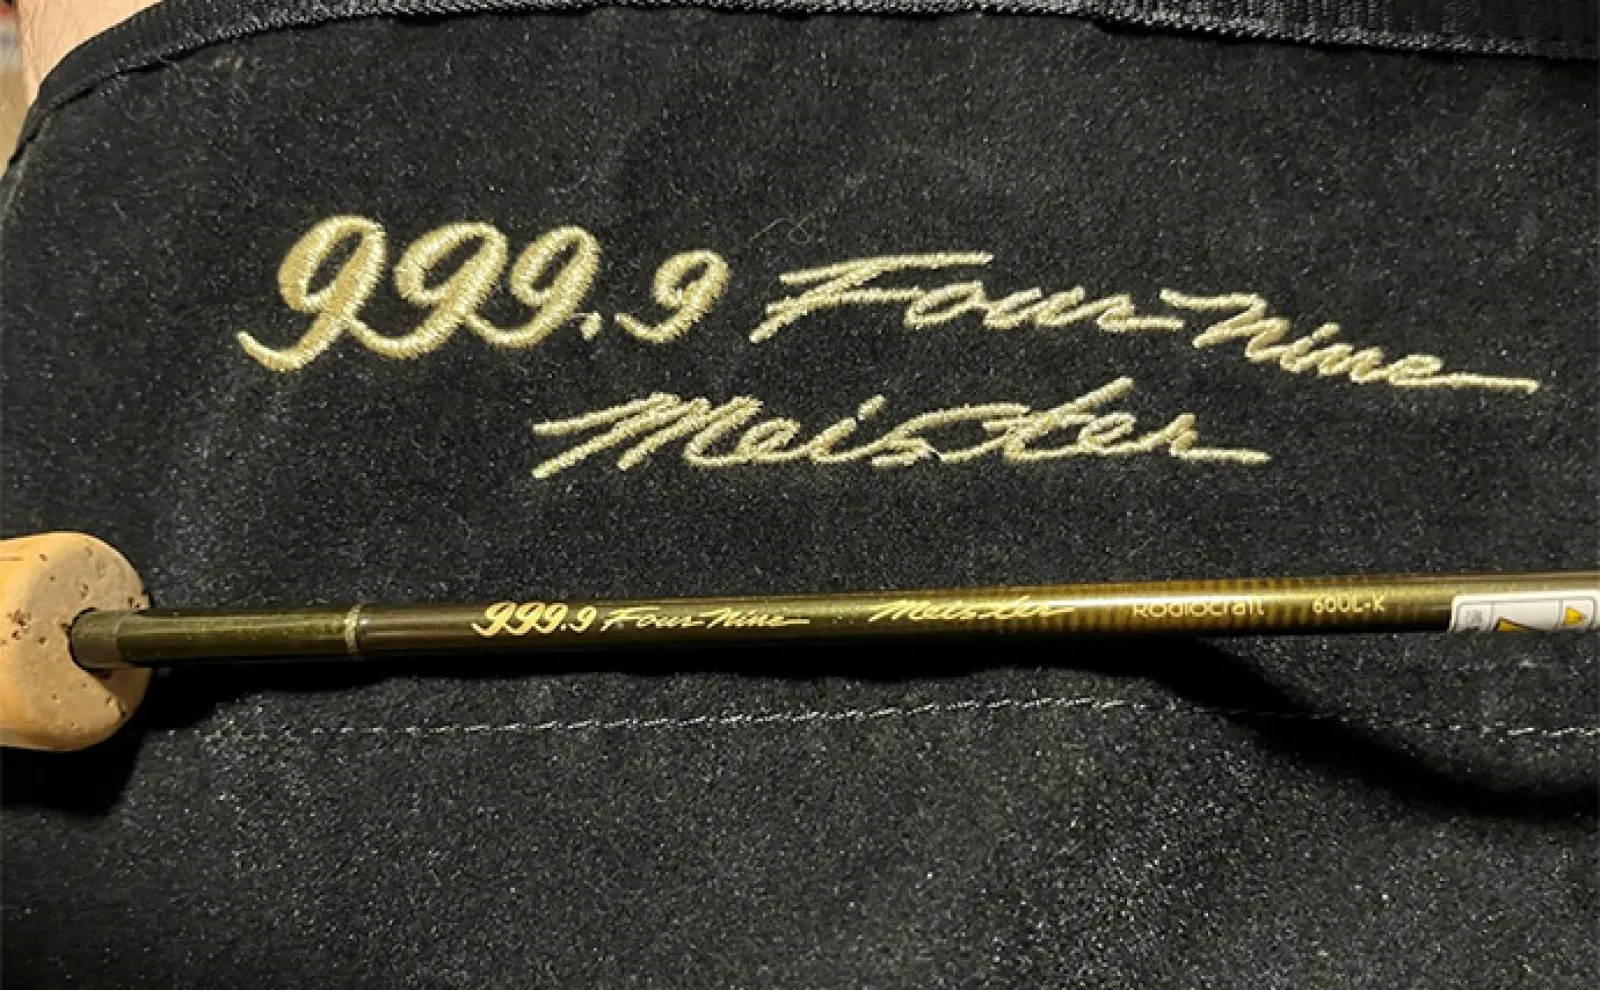 999.9 Four Nine
Meister
999.9 Four Nine Meister Rodiocraft 600L-K